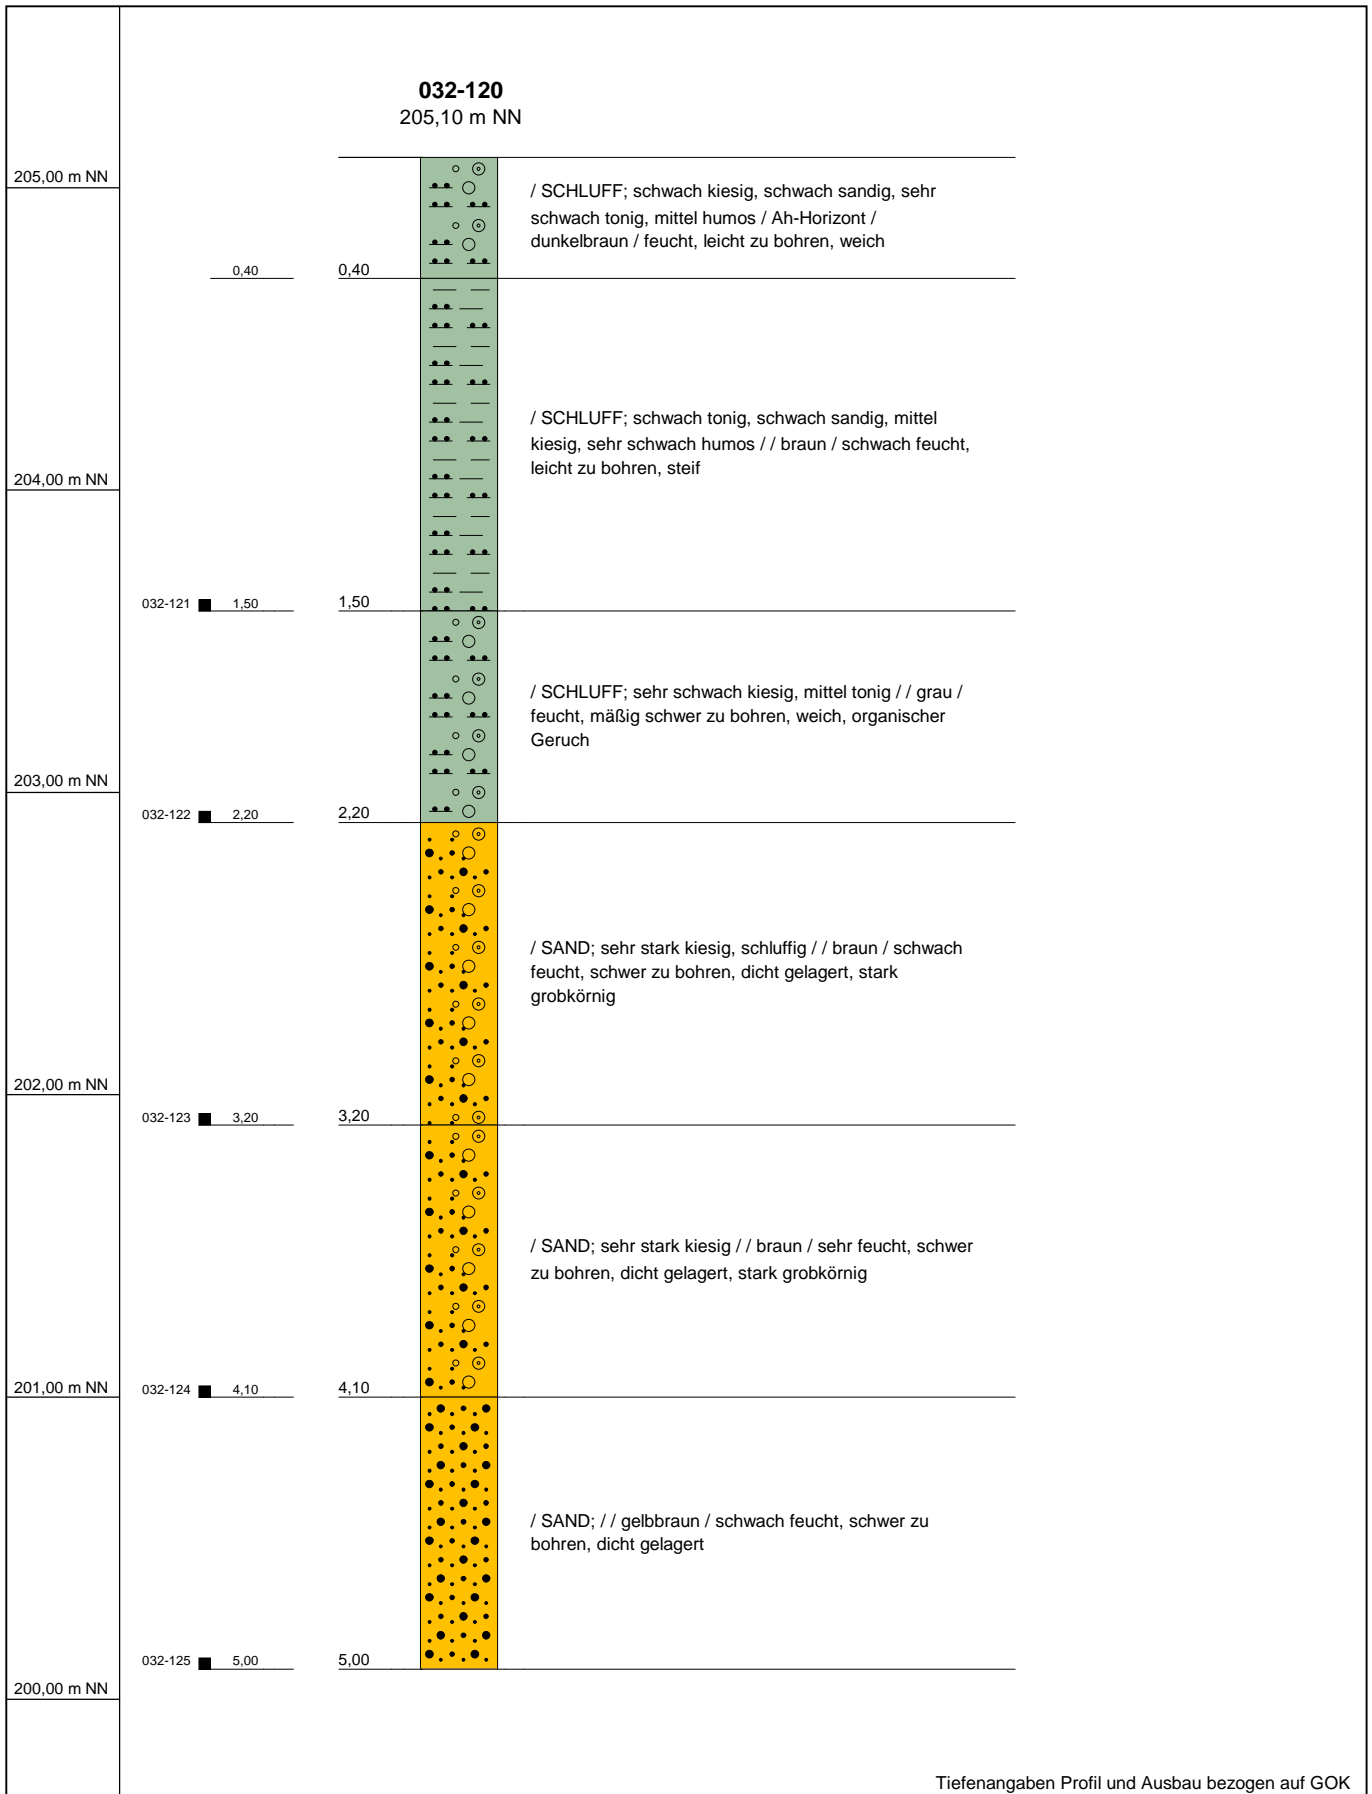 032-120
205,10 m NN
205,00 m NN
/ SCHLUFF; schwach kiesig, schwach sandig, sehr
schwach tonig, mittel humos / Ah-Horizont /
dunkelbraun / feucht, leicht zu bohren, weich
0,40
0,40
/ SCHLUFF; schwach tonig, schwach sandig, mittel
kiesig, sehr schwach humos / / braun / schwach feucht,
leicht zu bohren, steif
204,00 m NN
032-121
1,50
1,50
/ SCHLUFF; sehr schwach kiesig, mittel tonig / / grau /
feucht, mäßig schwer zu bohren, weich, organischer
Geruch
203,00 m NN
032-122
2,20
2,20
/ SAND; sehr stark kiesig, schluffig / / braun / schwach
feucht, schwer zu bohren, dicht gelagert, stark
grobkörnig
202,00 m NN
032-123
3,20
3,20
/ SAND; sehr stark kiesig / / braun / sehr feucht, schwer
zu bohren, dicht gelagert, stark grobkörnig
201,00 m NN
032-124
4,10
4,10
/ SAND; / / gelbbraun / schwach feucht, schwer zu
bohren, dicht gelagert
032-125
5,00
5,00
200,00 m NN
Tiefenangaben Profil und Ausbau bezogen auf GOK